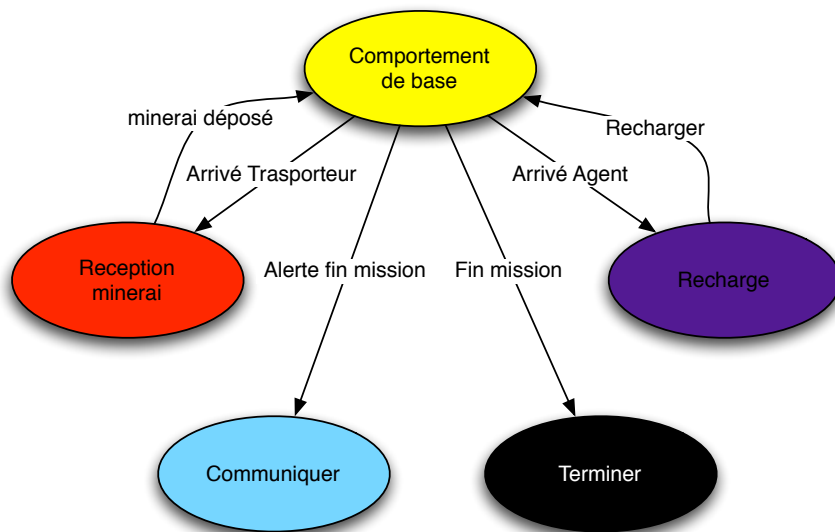 Comportement
de base
minerai déposé
Recharger
Arrivé Trasporteur
Arrivé Agent
Reception
minerai
Alerte fin mission
Fin mission
Recharge
Communiquer
Terminer